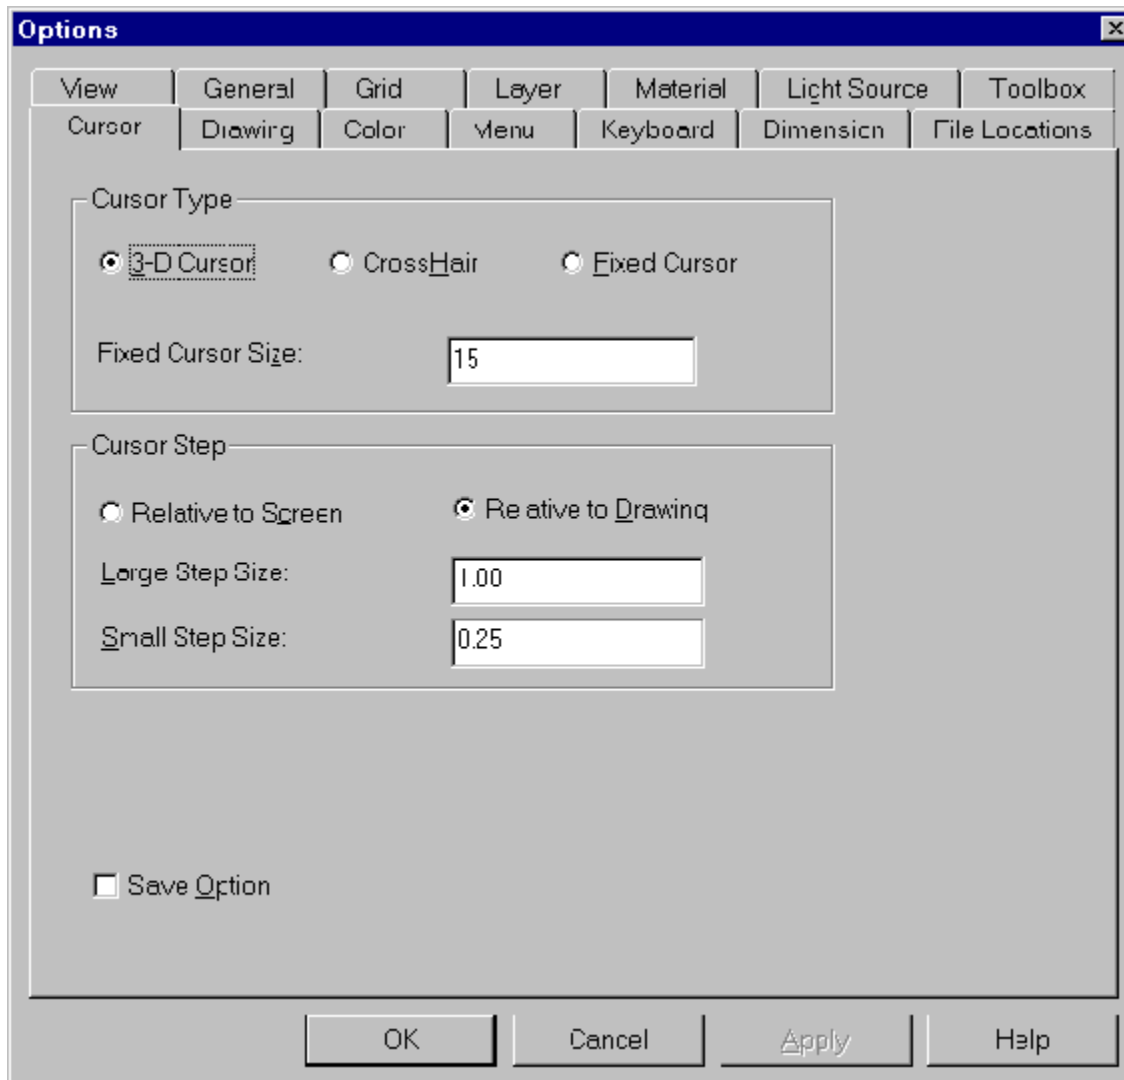 Options
View General Grid Layer Material Light Source Toolbox
Cursor Drawing Color Menu Keyboard Dimension File Locations
Cursor Type
3-D Cursor CrossHair Fixed Cursor
Fixed Cursor Size: 15
Cursor Step
Relative to Screen Relative to Drawing
Large Step Size: 1.00
Small Step Size: 0.25
Save Option
OK Cancel Apply Help